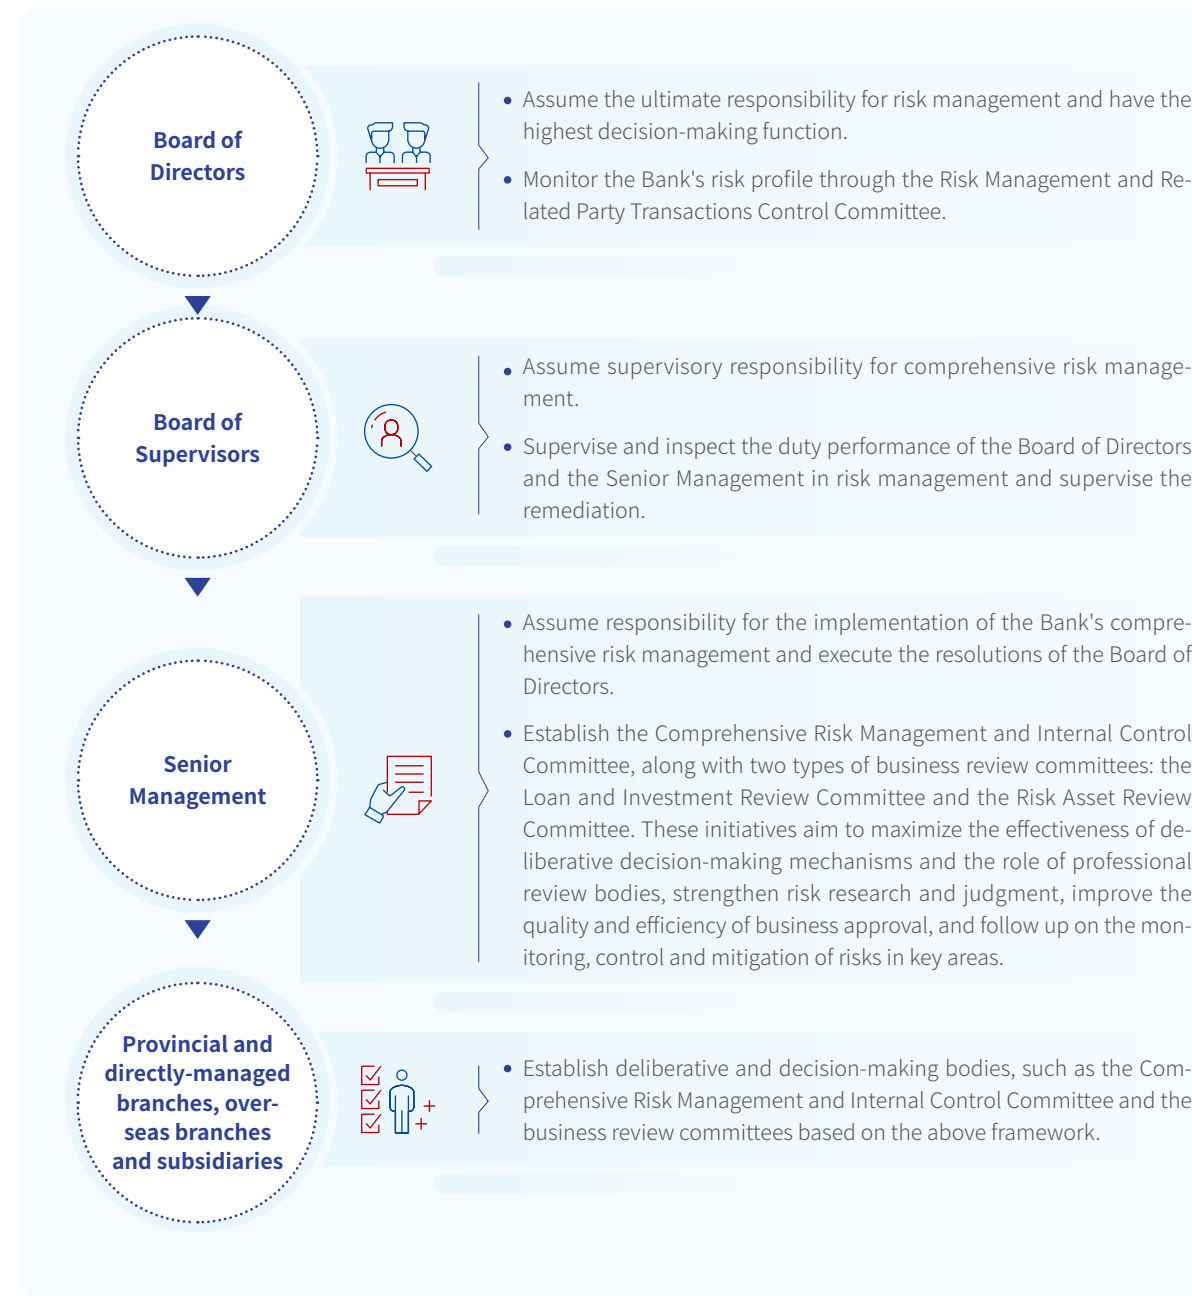 Board of
Directors
• Assume the ultimate responsibility for risk management and have the
highest decision-making function.
• Monitor the Bank's risk profile through the Risk Management and Re-
lated Party Transactions Control Committee.
Board of
Supervisors
• Assume supervisory responsibility for comprehensive risk manage-
ment.
• Supervise and inspect the duty performance of the Board of Directors
and the Senior Management in risk management and supervise the
remediation.
Senior
Management
• Assume responsibility for the implementation of the Bank's compre-
hensive risk management and execute the resolutions of the Board of
Directors.
• Establish the Comprehensive Risk Management and Internal Control
Committee, along with two types of business review committees: the
Loan and Investment Review Committee and the Risk Asset Review
Committee. These initiatives aim to maximize the effectiveness of de-
liberative decision-making mechanisms and the role of professional
review bodies, strengthen risk research and judgment, improve the
quality and efficiency of business approval, and follow up on the mon-
itoring, control and mitigation of risks in key areas.
Provincial and
directly-managed
branches, over-
seas branches
and subsidiaries
• Establish deliberative and decision-making bodies, such as the Com-
prehensive Risk Management and Internal Control Committee and the
business review committees based on the above framework.